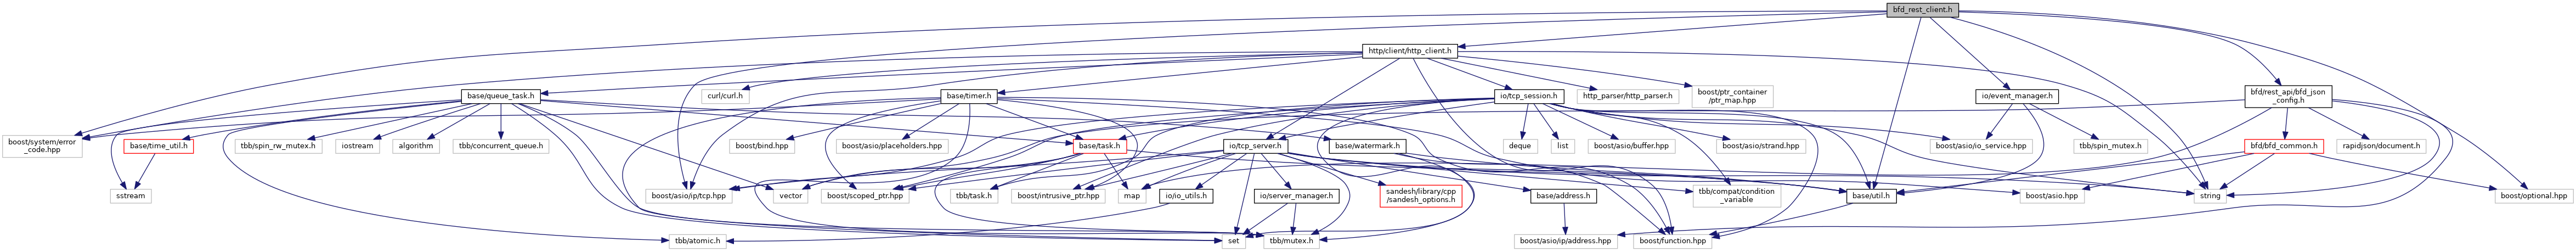 bfd_rest_client.h
http/client/http_client.h
base/queue_task.h
curl/curl.h
base/timer.h
io/tcp_session.h
http_parser/http_parser.h
boost/ptr_container
/ptr_map.hpp
io/event_manager.h
bfd/rest_api/bfd_json
_config.h
boost/system/error
_code.hpp
base/time_util.h
tbb/spin_rw_mutex.h
iostream
algorithm
tbb/concurrent_queue.h
boost/bind.hpp
boost/asio/placeholders.hpp
base/task.h
io/tcp_server.h
base/watermark.h
deque
list
boost/asio/buffer.hpp
boost/asio/strand.hpp
boost/asio/io_service.hpp
tbb/spin_mutex.h
bfd/bfd_common.h
rapidjson/document.h
sstream
boost/asio/ip/tcp.hpp
vector
boost/scoped_ptr.hpp
tbb/task.h
boost/intrusive_ptr.hpp
map
io/io_utils.h
io/server_manager.h
sandesh/library/cpp
/sandesh_options.h
base/address.h
tbb/compat/condition
_variable
base/util.h
boost/asio.hpp
string
boost/optional.hpp
tbb/atomic.h
set
tbb/mutex.h
boost/asio/ip/address.hpp
boost/function.hpp